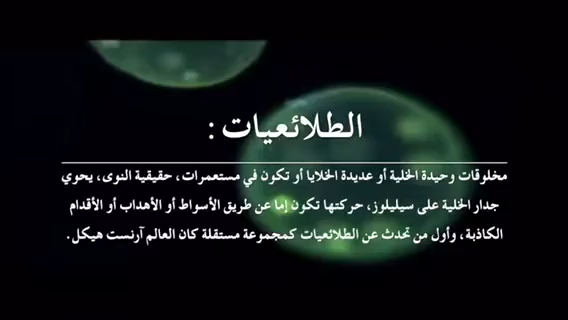 الطلائعيات :
مخلوقات وحيدة الخلية أو عديدة الخلايا أو تكون في مستعمرات، حقيقية النوى، يحوي
جدار الخلية على سيليلوز، حركتها تكون إما عن طريق الأسواط أو الأهداب أو الأقدام
الكاذبة، وأول من تحدث عن الطلائعيات كمجموعة مستقلة كان العالم آرنست هيكل.